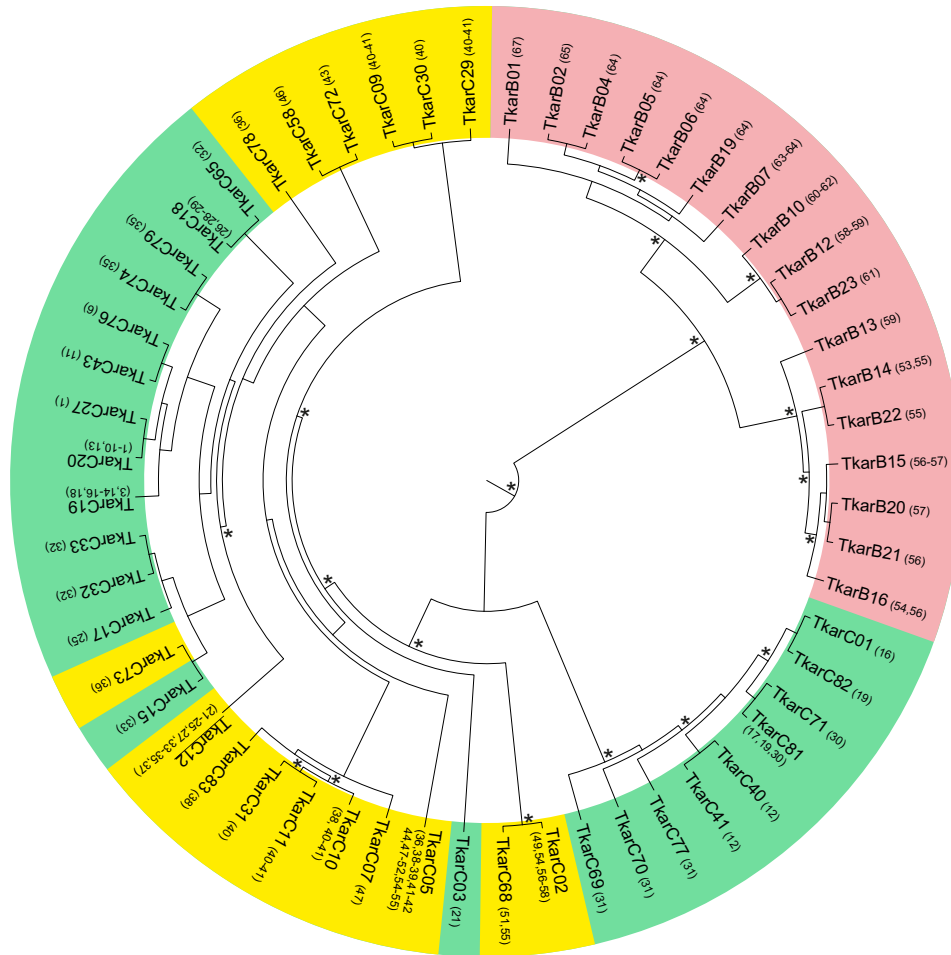 TkarB01 (67)
TkarB02 (65)
TkarB04 (64)
TkarB05 (64)
TkarB06 (64)
TkarB19 (64)
TkarB07 (63-64)
TkarB10 (60-62)
TkarB12 (58-59)
TkarB23 (61)
TkarB13 (59)
TkarB14 (53,55)
TkarB22 (55)
TkarB15 (56-57)
TkarB20 (57)
TkarB21 (56)
TkarB16 (54,56)
TkarC01 (16)
TkarC82 (19)
TkarC71 (30)
TkarC81
(17,19,30)
TkarC40 (12)
TkarC41 (12)
TkarC77 (31)
TkarC70 (31)
TkarC69 (31)
TkarC02
(49,54,56-58)
TkarC68 (51,55)
TkarC03 (21)
TkarC05
(36,38-39,41-42
44,47-52,54-55)
TkarC07 (47)
TkarC10
(38,40-41)
TkarC11 (40-41)
TkarC31 (40)
TkarC83 (38)
TkarC12
(21-25,27,33-35,37)
TkarC15 (33)
TkarC73 (36)
TkarC17 (25)
TkarC32 (32)
TkarC33 (32)
TkarC19
(3,14-16,18)
TkarC20
(1-10,13)
TkarC27 (1)
TkarC43 (11)
TkarC76 (6)
TkarC74 (35)
TkarC79 (35)
TkarC18
(26,28-29)
TkarC65 (32)
TkarC78 (36)
TkarC58 (46)
TkarC72 (43)
TkarC09 (40-41)
TkarC30 (40)
TkarC29 (40-41)
* * * * * * * * * * * * * * * * * *